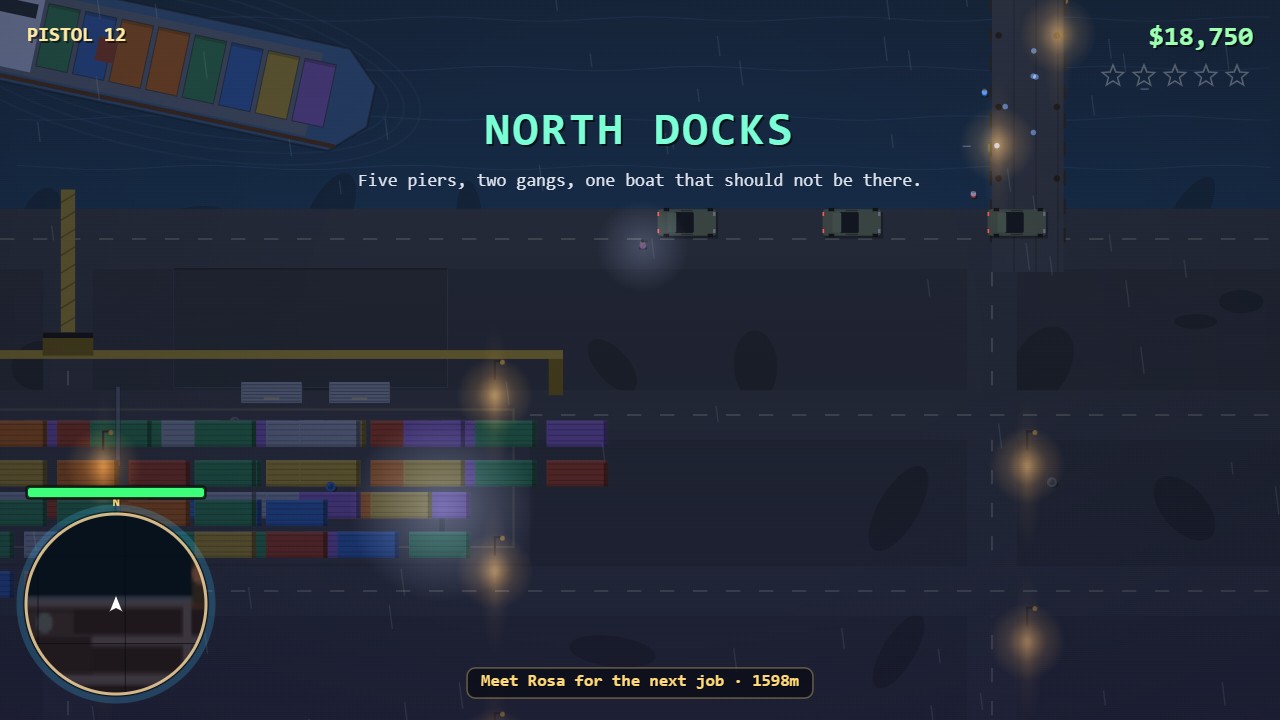 PISTOL 12
$18,750
NORTH DOCKS
Five piers, two gangs, one boat that should not be there.
N
Meet Rosa for the next job · 1598m